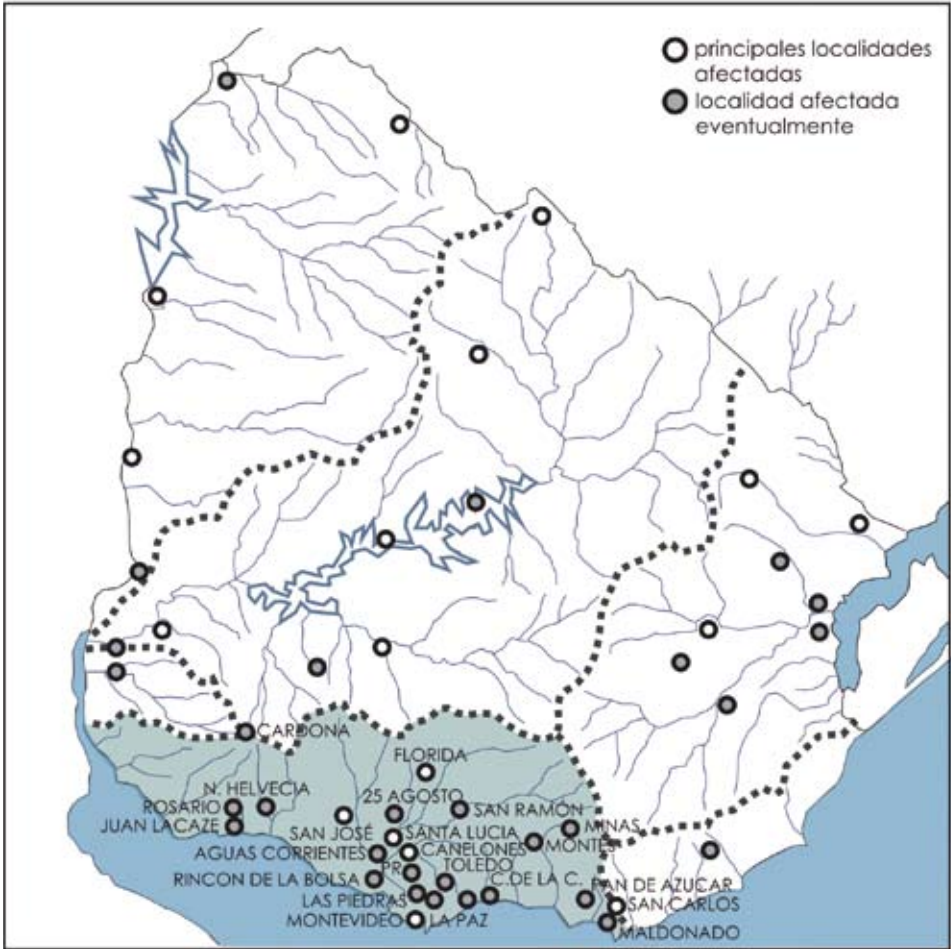 principales localidades
afectadas
localidad afectada
eventualmente
CARDONA
FLORIDA
N. HELVECIA
25 AGOSTO
ROSARIO
SAN RAMÓN
JUAN LACAZE
SAN JOSÉ
SANTA LUCIA
MINAS
MONTES
AGUAS CORRIENTES
CANELONES
PR
TOLEDO
RINCON DE LA BOLSA
C.DE LA C.
PAN DE AZUCAR
LAS PIEDRAS
SAN CARLOS
MONTEVIDEO
LA PAZ
MALDONADO